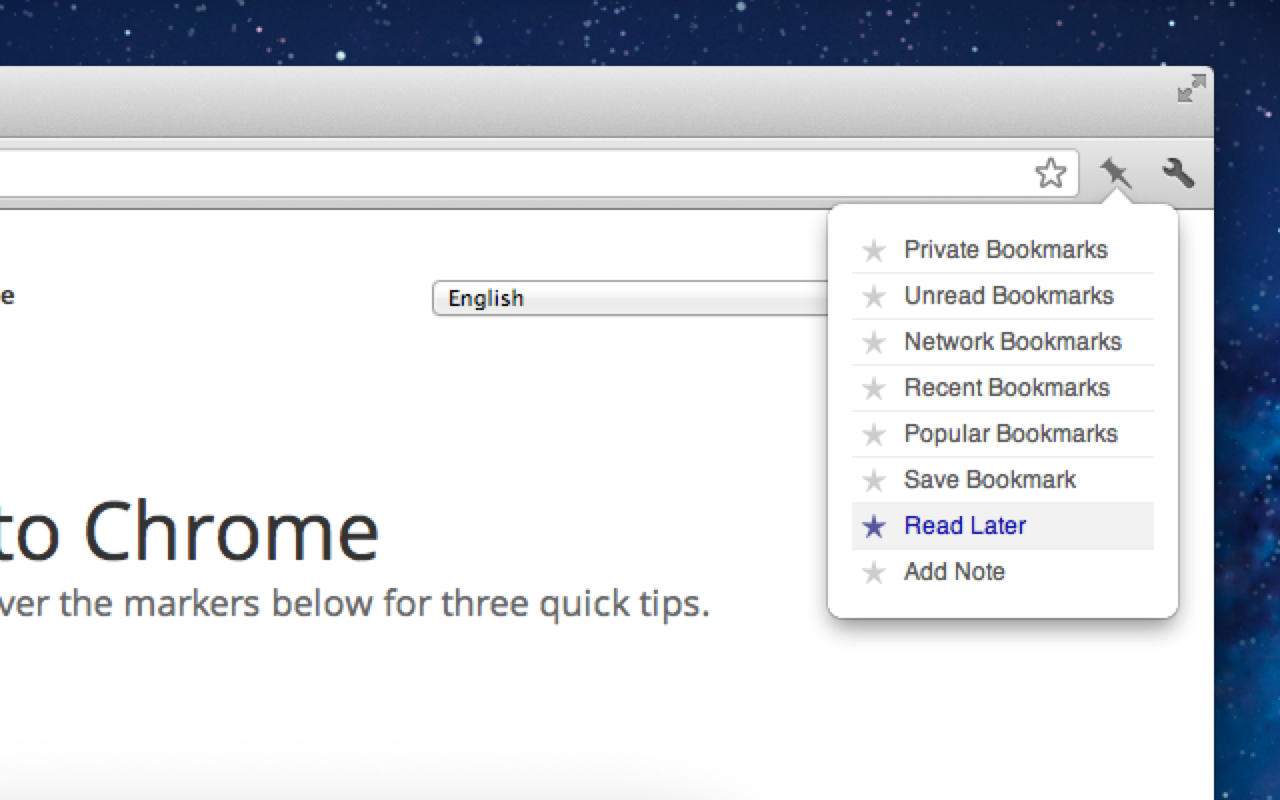 e
English
Private Bookmarks
Unread Bookmarks
Network Bookmarks
Recent Bookmarks
Popular Bookmarks
Save Bookmark
Read Later
Add Note
to Chrome
ver the markers below for three quick tips.